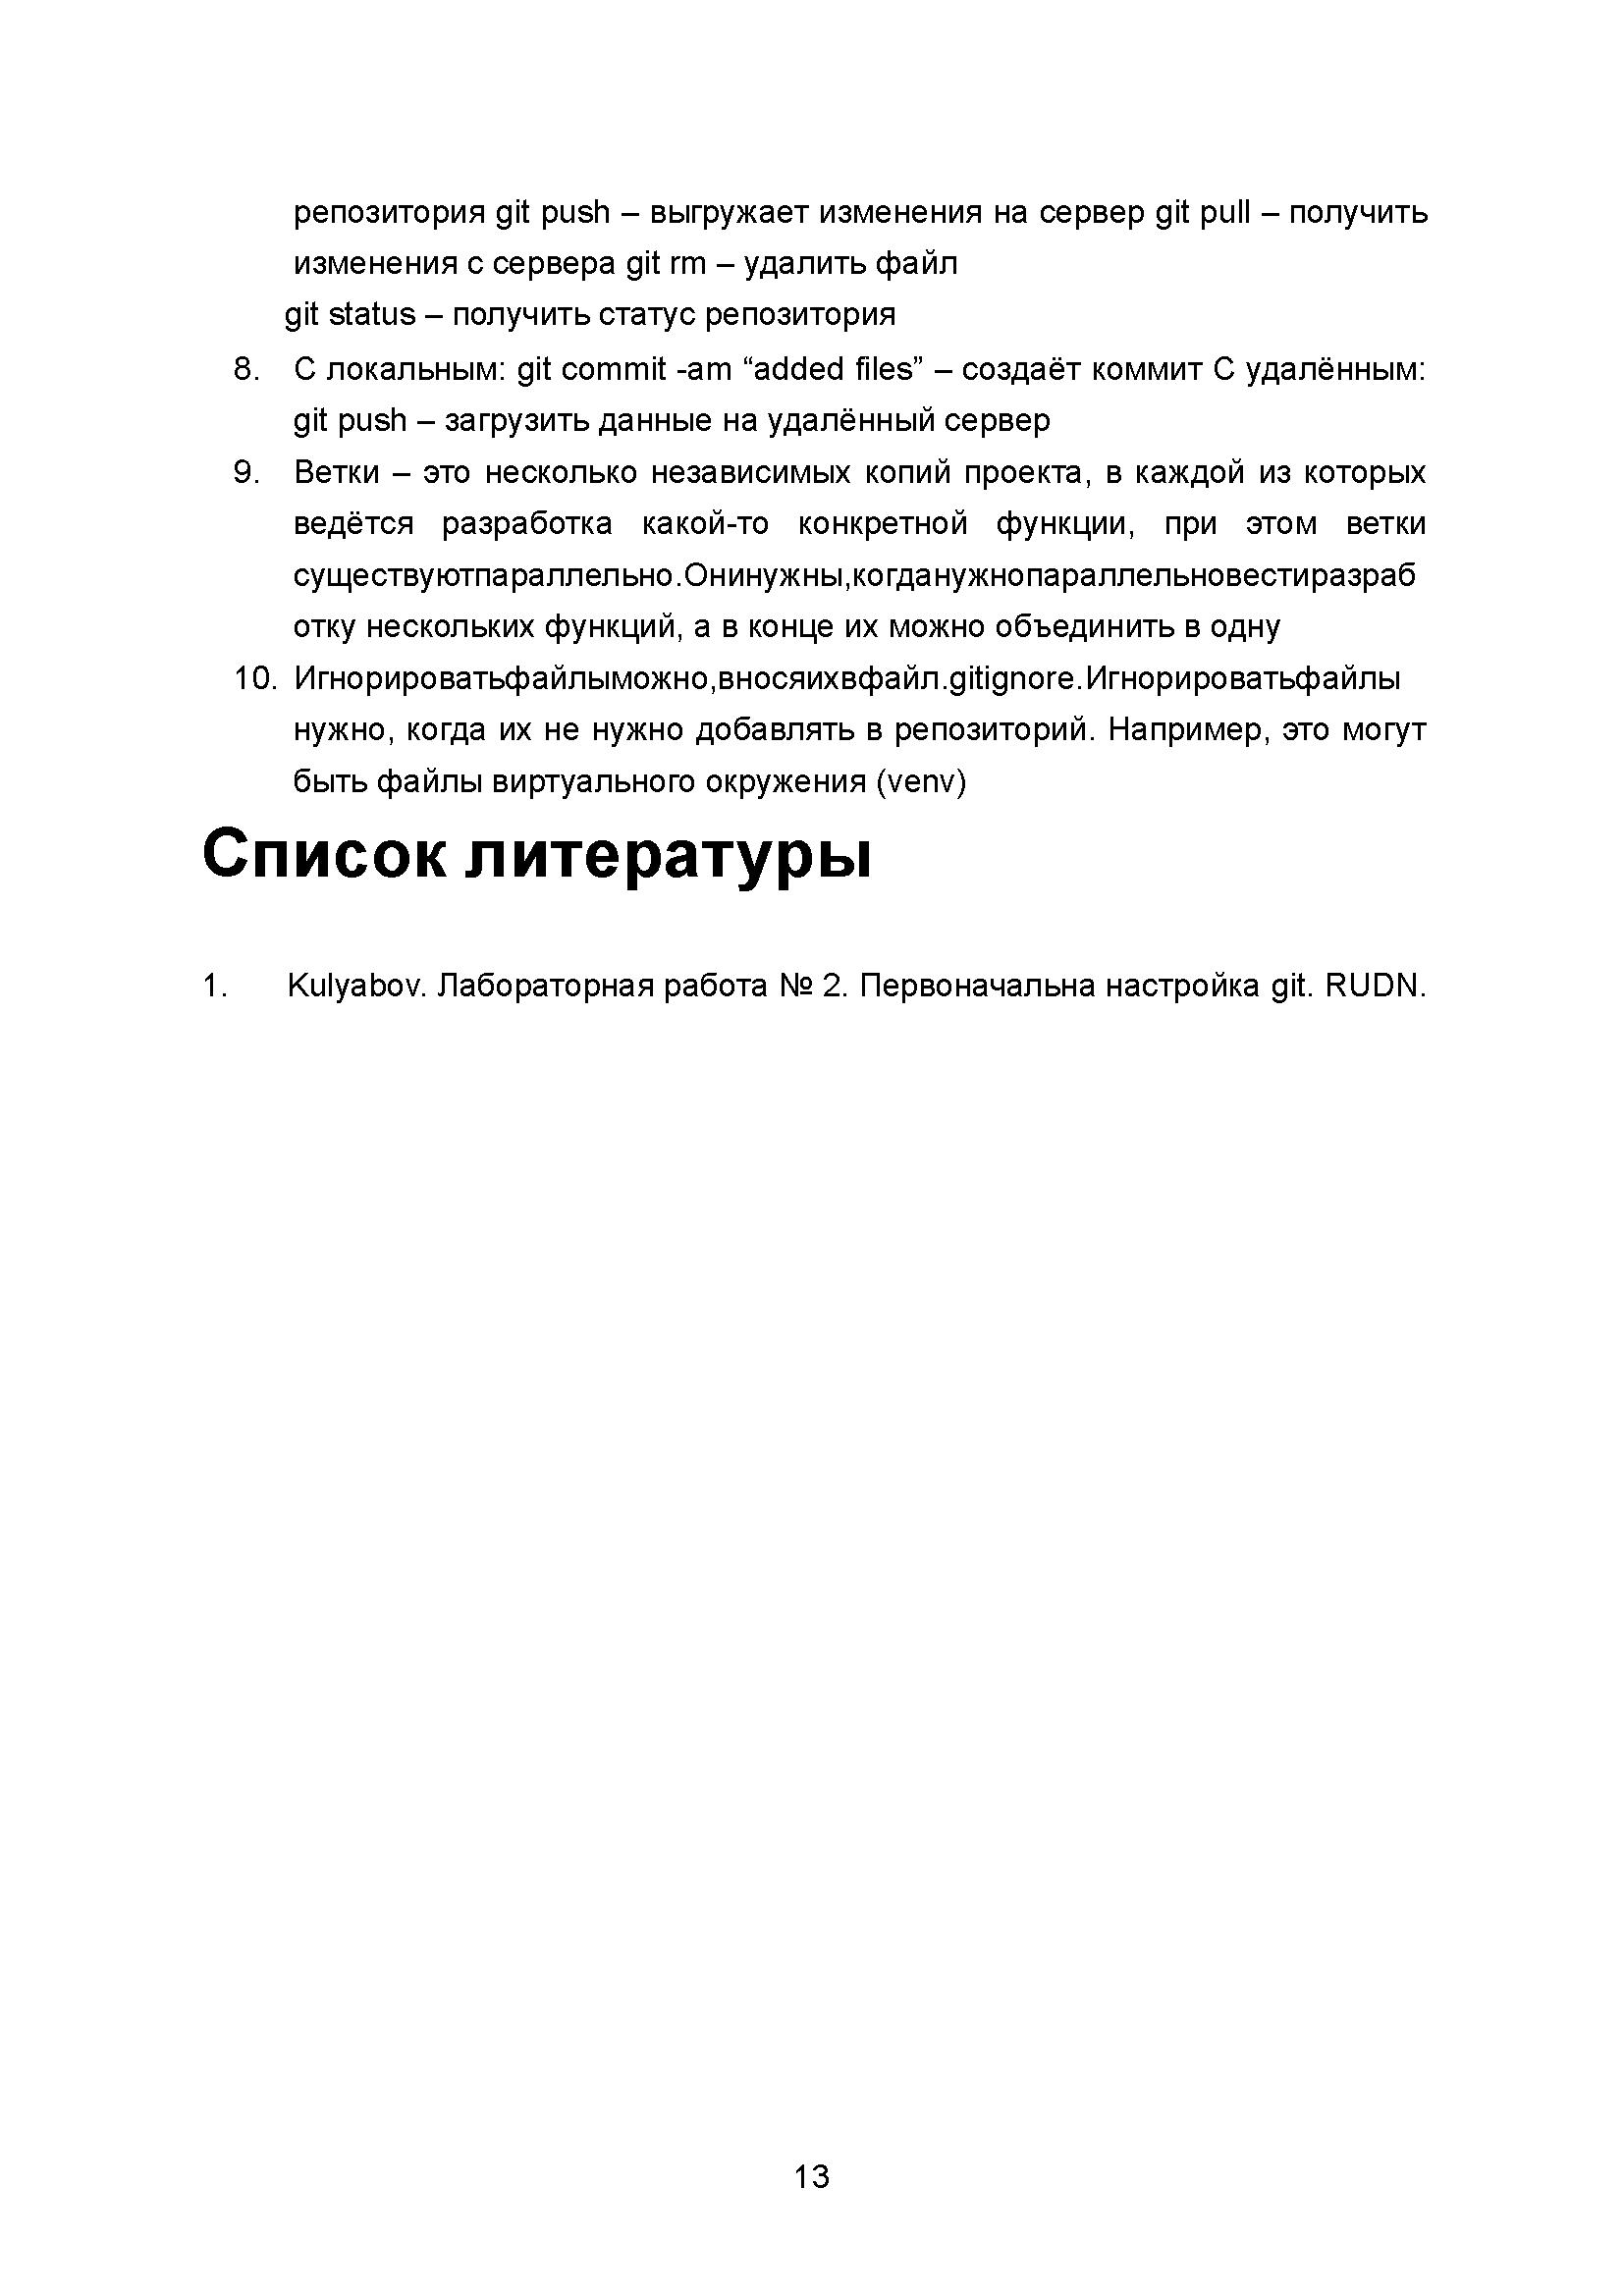 репозитория git push – выгружает изменения на сервер git pull – получить
изменения с сервера git rm – удалить файл
git status – получить статус репозитория
8. С локальным: git commit -am “added files” – создаёт коммит С удалённым:
git push – загрузить данные на удалённый сервер
9. Ветки – это несколько независимых копий проекта, в каждой из которых
ведётся разработка какой-то конкретной функции, при этом ветки
существуютпараллельно.Онинужны,когданужнопараллельновестиразраб
отку нескольких функций, а в конце их можно объединить в одну
10. Игнорироватьфайлыможно,вносяихвфайл.gitignore.Игнорироватьфайлы
нужно, когда их не нужно добавлять в репозиторий. Например, это могут
быть файлы виртуального окружения (venv)
Список литературы
1. Kulyabov. Лабораторная работа № 2. Первоначальна настройка git. RUDN.
13